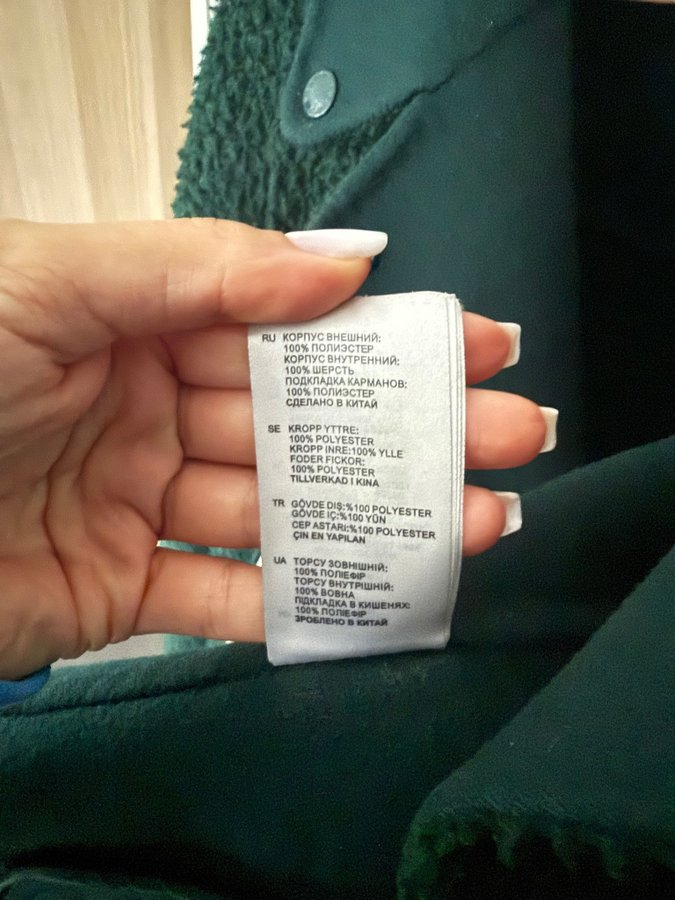 RU КОРПУС ВНЕШНИЙ:
100% ПОЛИЭСТЕР
КОРПУС ВНУТРЕННИЙ:
100% ШЕРСТЬ
ПОДКЛАДКА КАРМАНОВ:
100% ПОЛИЭСТЕР
СДЕЛАНО В КИТАЙ
SE KROPP YTTRE:
100% POLYESTER
KROPP INRE:100% YLLE
FODER FICKOR:
100% POLYESTER
TILLVERKAD I KINA
TR GÖVDE DIŞ:%100 POLYESTER
GÖVDE IÇ:%100 YÜN
CEP ASTARI:%100 POLYESTER
ÇIN EN YAPILAN
UA ТОРСУ ЗОВНІШНІЙ:
100% ПОЛІЕФІР
ТОРСУ ВНУТРІШНІЙ:
100% ВОВНА
ПІДКЛАДКА В КИШЕНЯХ:
100% ПОЛІЕФІР
ЗРОБЛЕНО В КИТАЙ